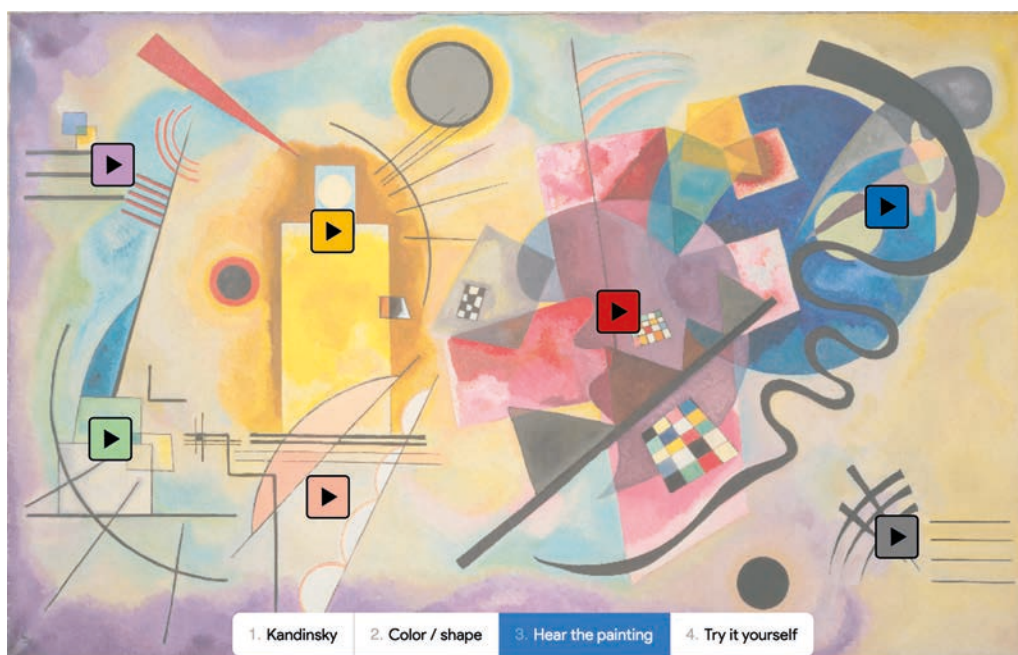 1. Kandinsky 2. Color / shape 3. Hear the painting 4. Try it yourself